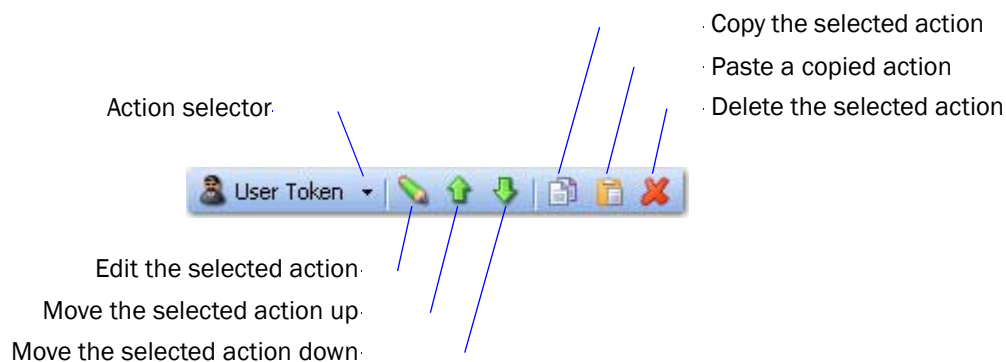 Copy the selected action
Paste a copied action
Delete the selected action
Action selector
User Token
Edit the selected action
Move the selected action up
Move the selected action down